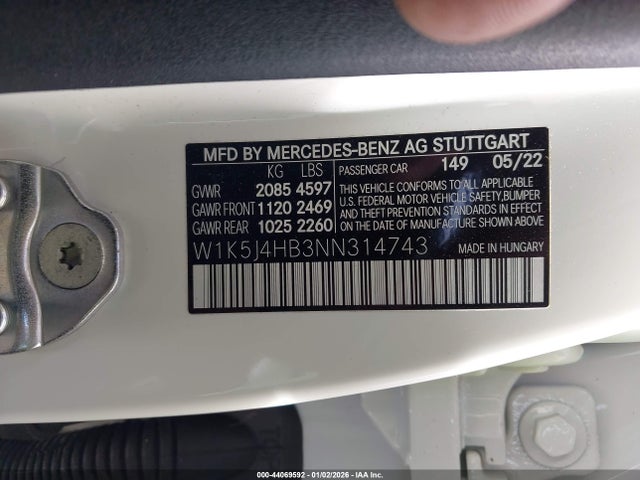 MFD BY MERCEDES-BENZ AG STUTTGART
KG LBS PASSENGER CAR 149 05/22
GVWR 2085 4597
GAWR FRONT 1120 2469
GAWR REAR 1025 2260
THIS VEHICLE CONFORMS TO ALL APPLICABLE
U.S. FEDERAL MOTOR VEHICLE SAFETY, BUMPER
AND THEFT PREVENTION STANDARDS IN EFFECT
ON THE DATE OF MANUFACTURE SHOWN ABOVE.
W1K5J4HB3NN314743 MADE IN HUNGARY
000-44069592 - 01/02/2026 - IAA Inc.